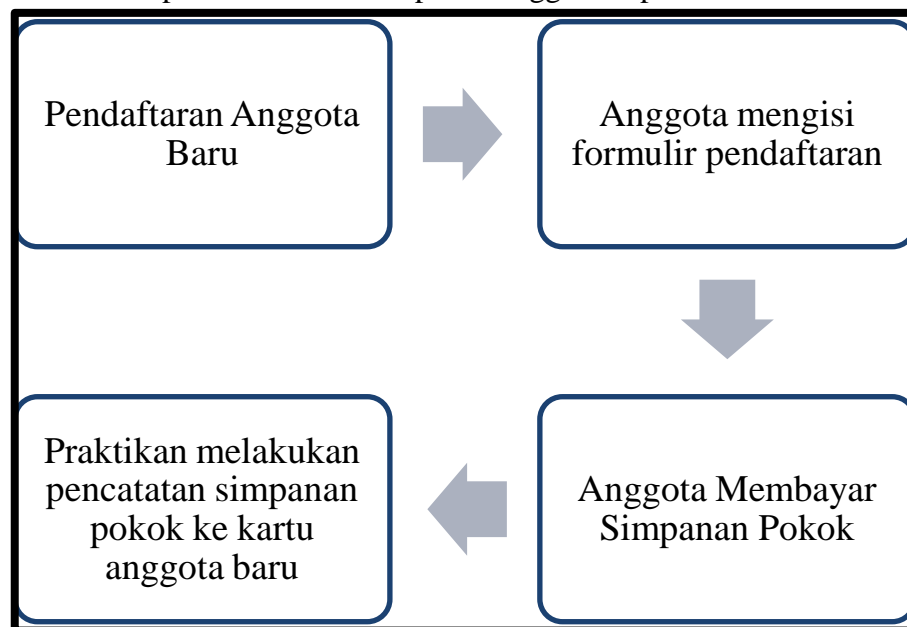 Pendaftaran Anggota
Baru
Anggota mengisi
formulir pendaftaran
Anggota Membayar
Simpanan Pokok
Praktikan melakukan
pencatatan simpanan
pokok ke kartu
anggota baru